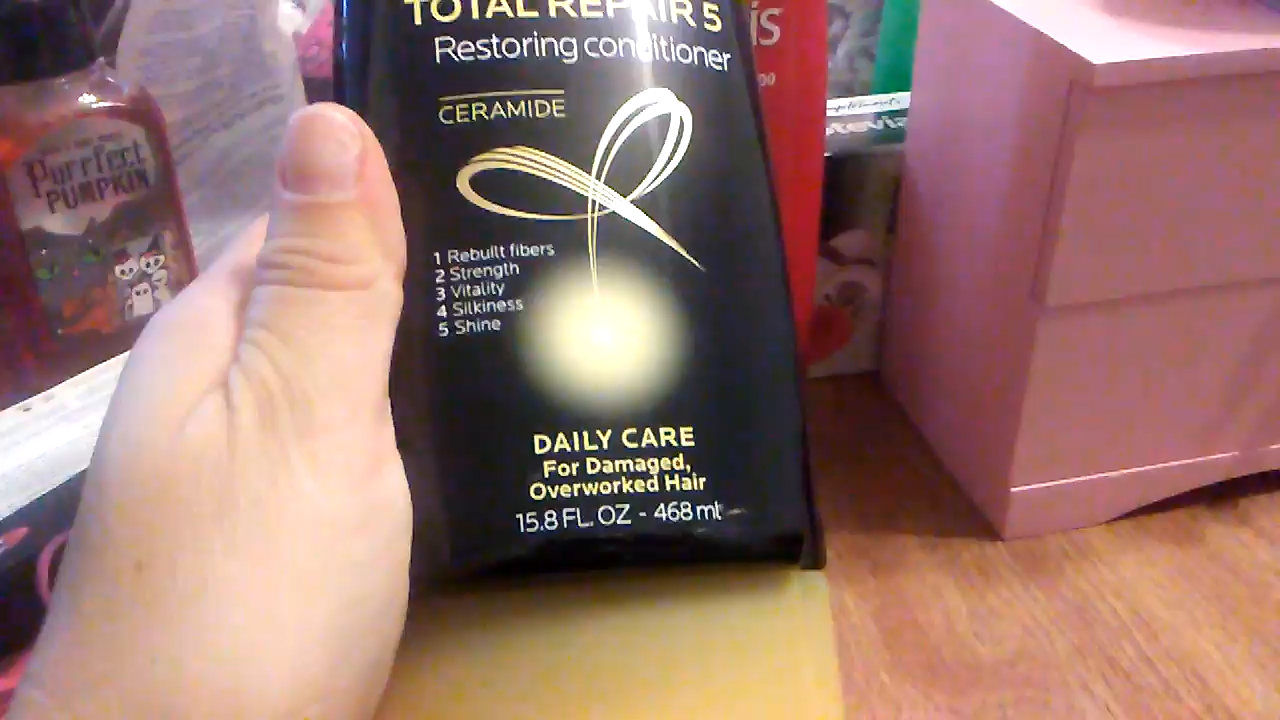 TOTAL REPAIR 5
Restoring conditioner
CERAMIDE
1 Rebuilt fibers
2 Strength
3 Vitality
4 Silkiness
5 Shine
DAILY CARE
For Damaged,
Overworked Hair
15.8 FL. OZ - 468 ml
Purrfect
PUMPKIN
stevia